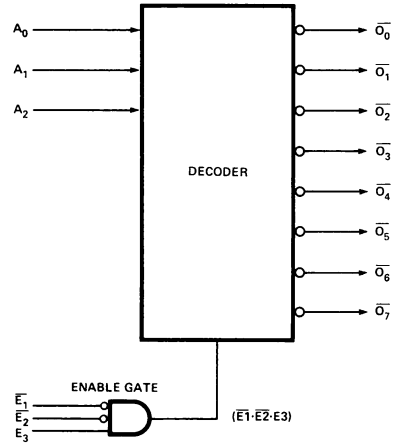 A₀
A₁
A₂
DECODER
O̅₀
O̅₁
O̅₂
O̅₃
O̅₄
O̅₅
O̅₆
O̅₇
ENABLE GATE
E̅₁
E̅₂
E₃
(E̅1̅·E̅2̅·E3)